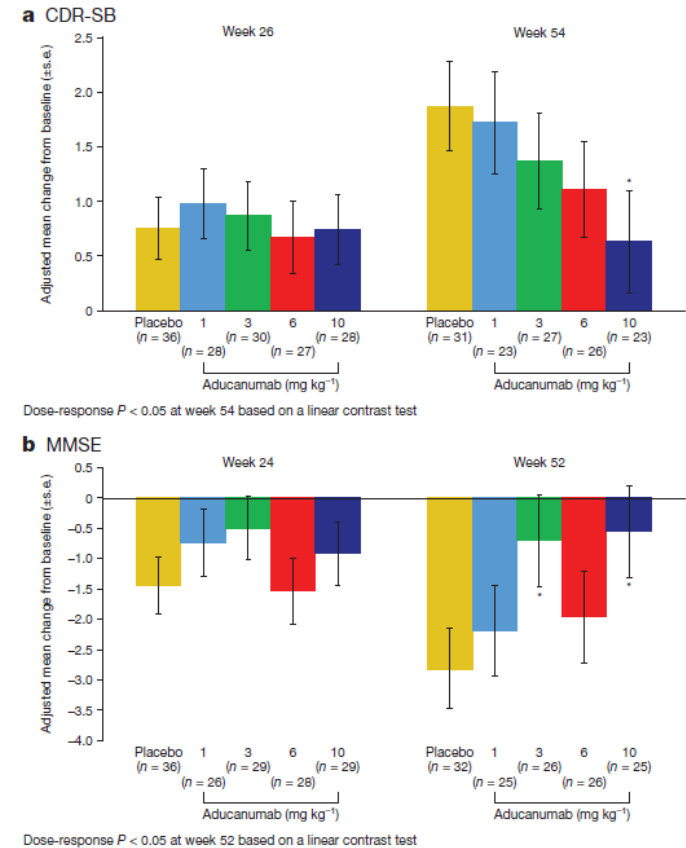 a CDR-SB
Week 26 Week 54
Adjusted mean change from baseline (±s.e.)
2.5
2.0
1.5
1.0
0.5
0
*
Placebo 1 3 6 10 Placebo 1 3 6 10
(n = 36) (n = 30) (n = 28) (n = 31) (n = 27) (n = 23)
(n = 28) (n = 27) (n = 23) (n = 26)
Aducanumab (mg kg⁻¹) Aducanumab (mg kg⁻¹)
Dose-response P < 0.05 at week 54 based on a linear contrast test
b MMSE
Week 24 Week 52
Adjusted mean change from baseline (±s.e.)
0.5
0
–0.5
–1.0
–1.5
–2.0
–2.5
–3.0
–3.5
–4.0
* *
Placebo 1 3 6 10 Placebo 1 3 6 10
(n = 36) (n = 29) (n = 29) (n = 32) (n = 26) (n = 25)
(n = 26) (n = 28) (n = 25) (n = 26)
Aducanumab (mg kg⁻¹) Aducanumab (mg kg⁻¹)
Dose-response P < 0.05 at week 52 based on a linear contrast test